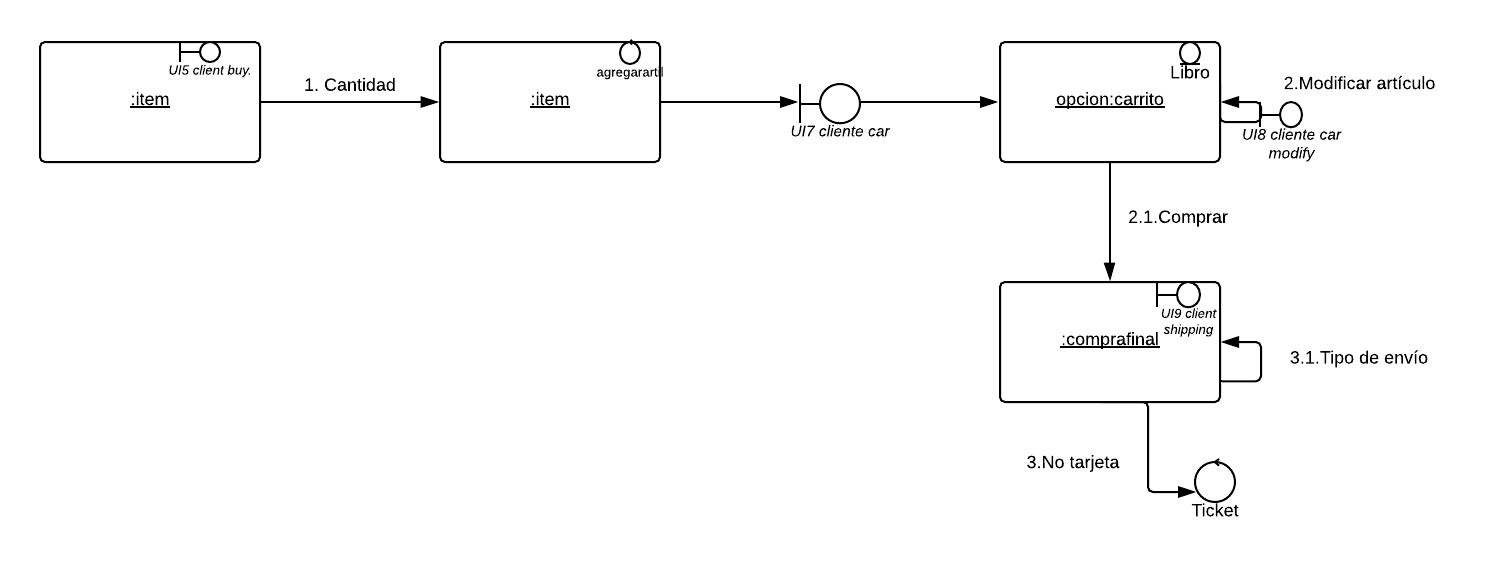 UI5 client buy.
:item
1. Cantidad
:item
UI7 cliente car
Libro
opcion:carrito
2.Modificar artículo
UI8 cliente car
modify
2.1.Comprar
UI9 client
shipping
:comprafinal
3.1.Tipo de envío
3.No tarjeta
Ticket